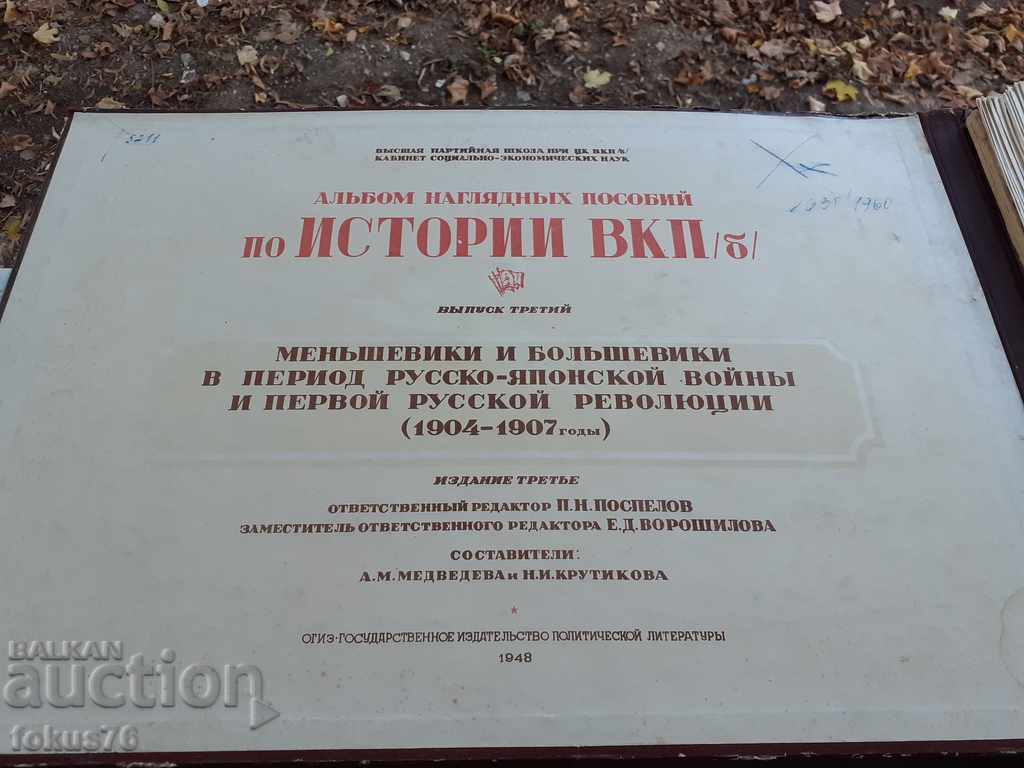 5211
ВЫСШАЯ ПАРТИЙНАЯ ШКОЛА ПРИ ЦК ВКП/б/
КАБИНЕТ СОЦИАЛЬНО-ЭКОНОМИЧЕСКИХ НАУК
АЛЬБОМ НАГЛЯДНЫХ ПОСОБИЙ
ПО ИСТОРИИ ВКП/б/
1960
ВЫПУСК ТРЕТИЙ
МЕНЬШЕВИКИ И БОЛЬШЕВИКИ
В ПЕРИОД РУССКО-ЯПОНСКОЙ ВОЙНЫ
И ПЕРВОЙ РУССКОЙ РЕВОЛЮЦИИ
(1904-1907 ГОДЫ)
ИЗДАНИЕ ТРЕТЬЕ
ОТВЕТСТВЕННЫЙ РЕДАКТОР П.Н.ПОСПЕЛОВ
ЗАМЕСТИТЕЛЬ ОТВЕТСТВЕННОГО РЕДАКТОРА Е.Д.ВОРОШИЛОВА
СОСТАВИТЕЛИ:
А.М.МЕДВЕДЕВА И Н.И.КРУТИКОВА
ОГИЗ-ГОСУДАРСТВЕННОЕ ИЗДАТЕЛЬСТВО ПОЛИТИЧЕСКОЙ ЛИТЕРАТУРЫ
1948
BALKAN
auction
fokus76